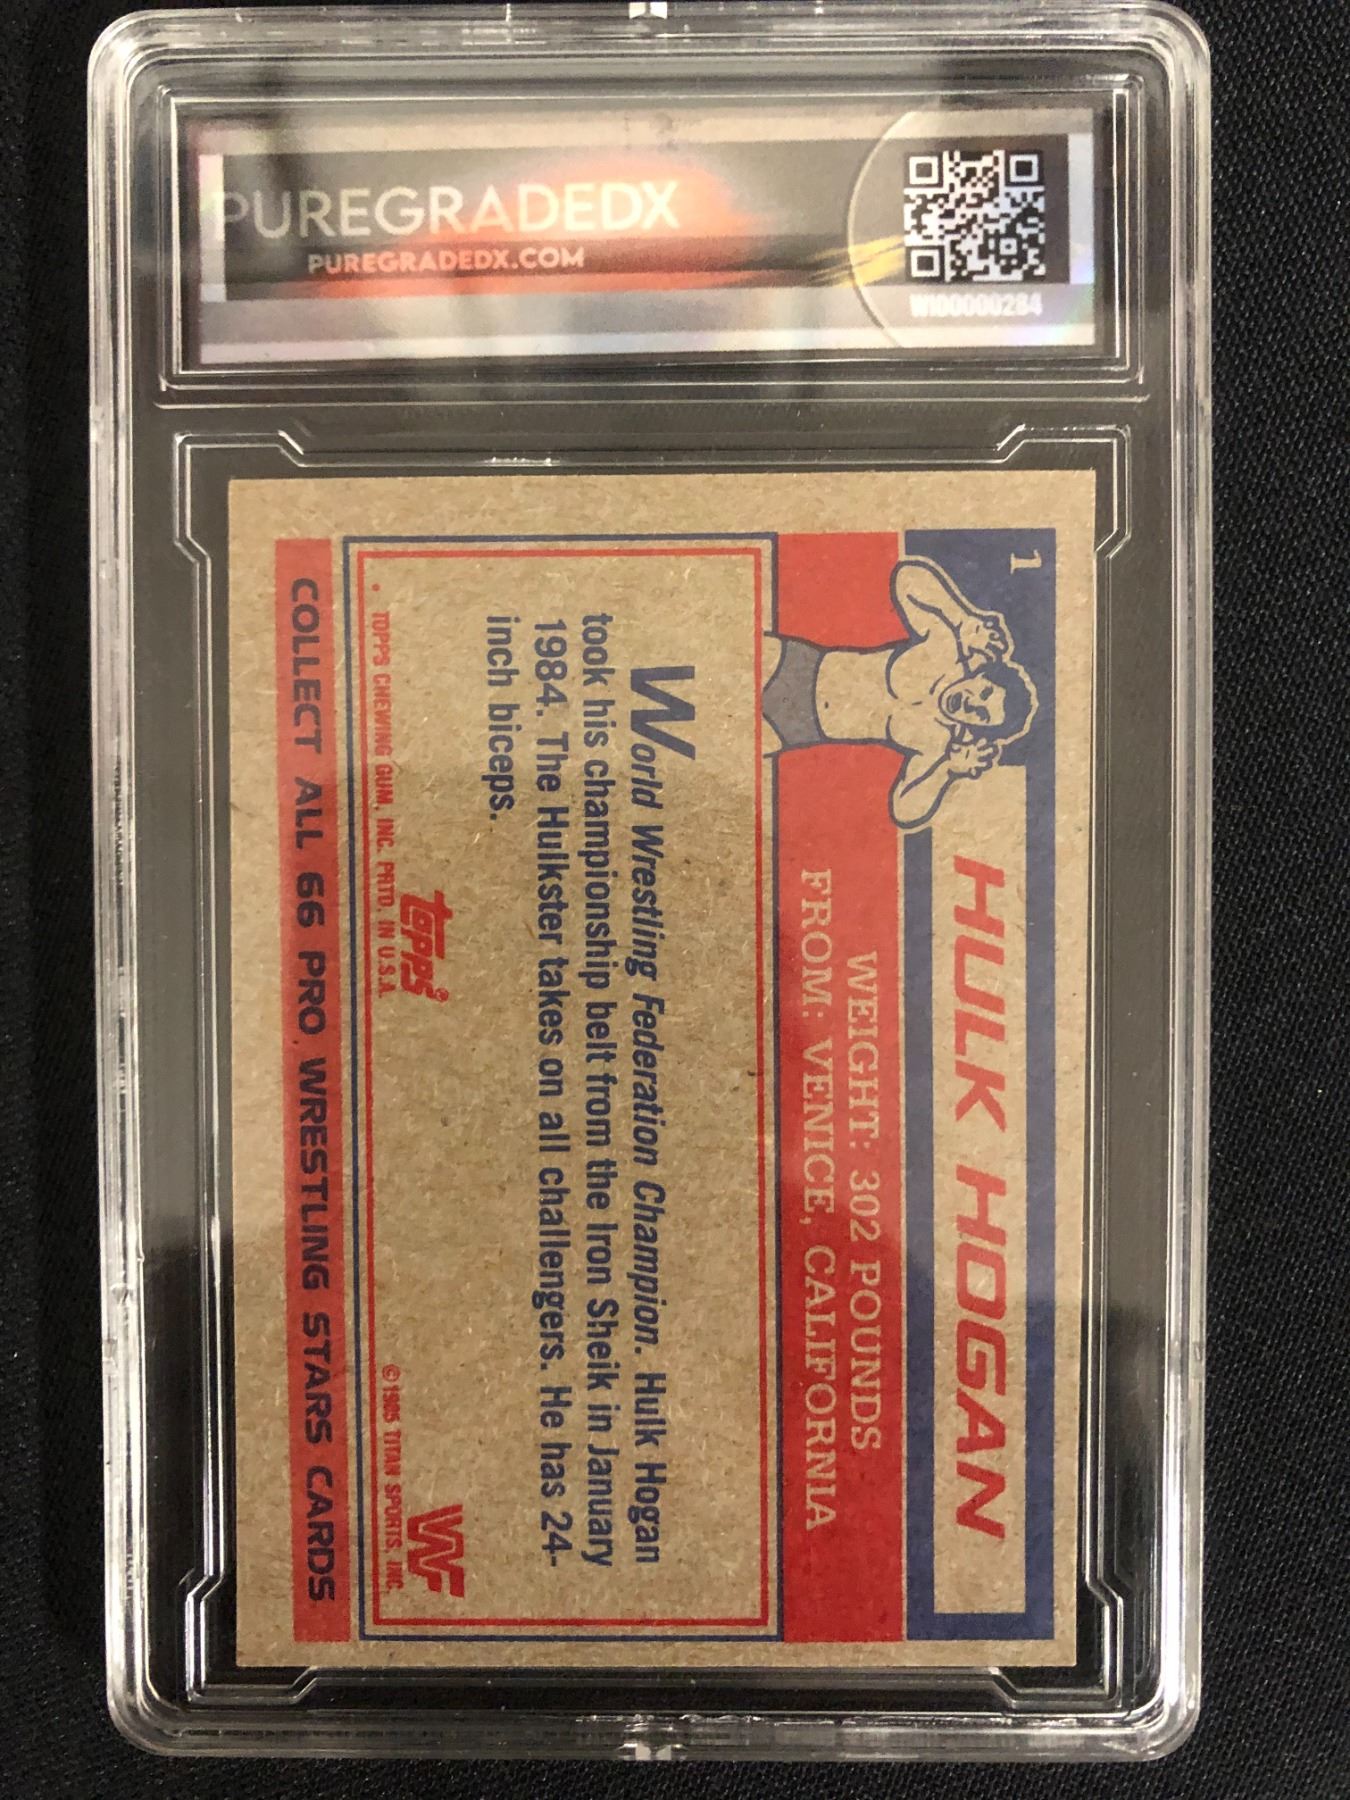 PUREGRADEDX
PUREGRADEDX.COM
W100000284
1
HULK HOGAN
WEIGHT: 302 POUNDS
FROM: VENICE, CALIFORNIA
World Wrestling Federation Champion. Hulk Hogan
took his championship belt from the Iron Sheik in January
1984. The Hulkster takes on all challengers. He has 24-
inch biceps.
topps®
WF
• TOPPS CHEWING GUM, INC. PRTD. IN U.S.A.
©1985 TITAN SPORTS, INC.
COLLECT ALL 66 PRO WRESTLING STARS CARDS